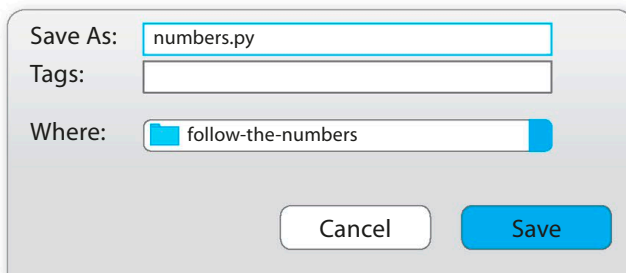 Save As: numbers.py
Tags:
Where: follow-the-numbers
Cancel Save